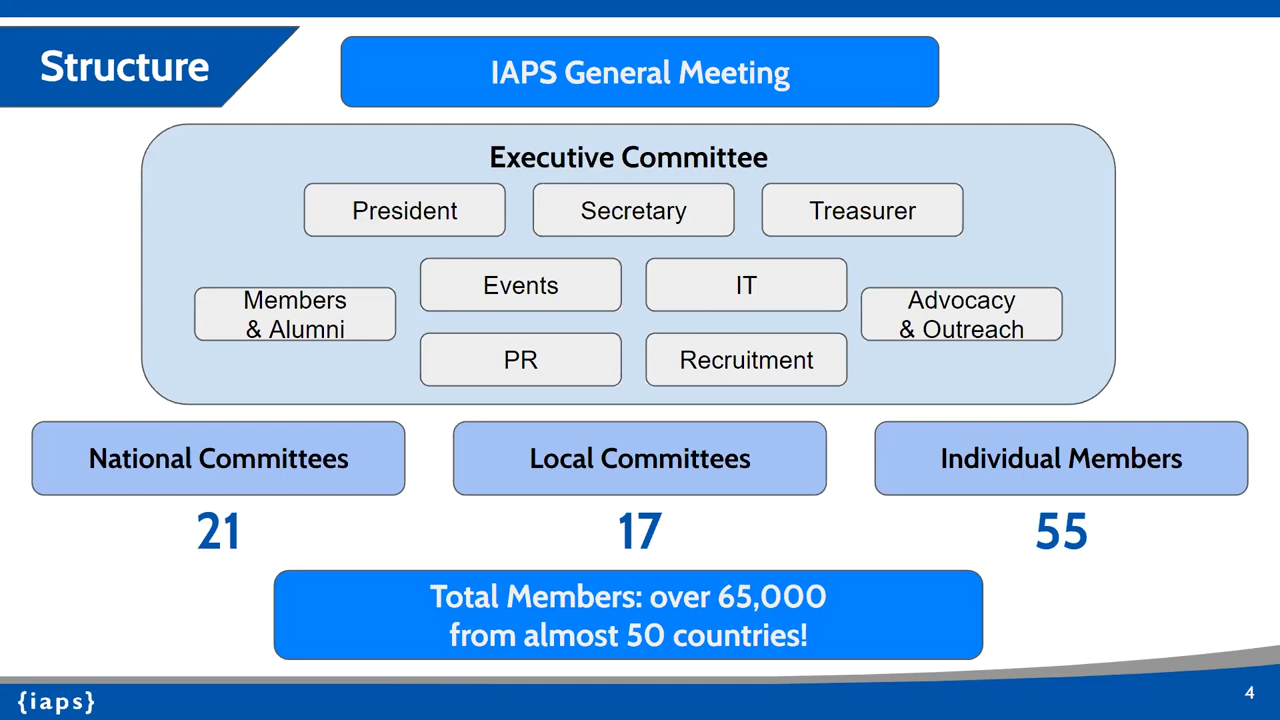 Structure
IAPS General Meeting
Executive Committee
President
Secretary
Treasurer
Members
& Alumni
Events
IT
Advocacy
& Outreach
PR
Recruitment
National Committees
Local Committees
Individual Members
21
17
55
Total Members: over 65,000
from almost 50 countries!
{iaps}
4